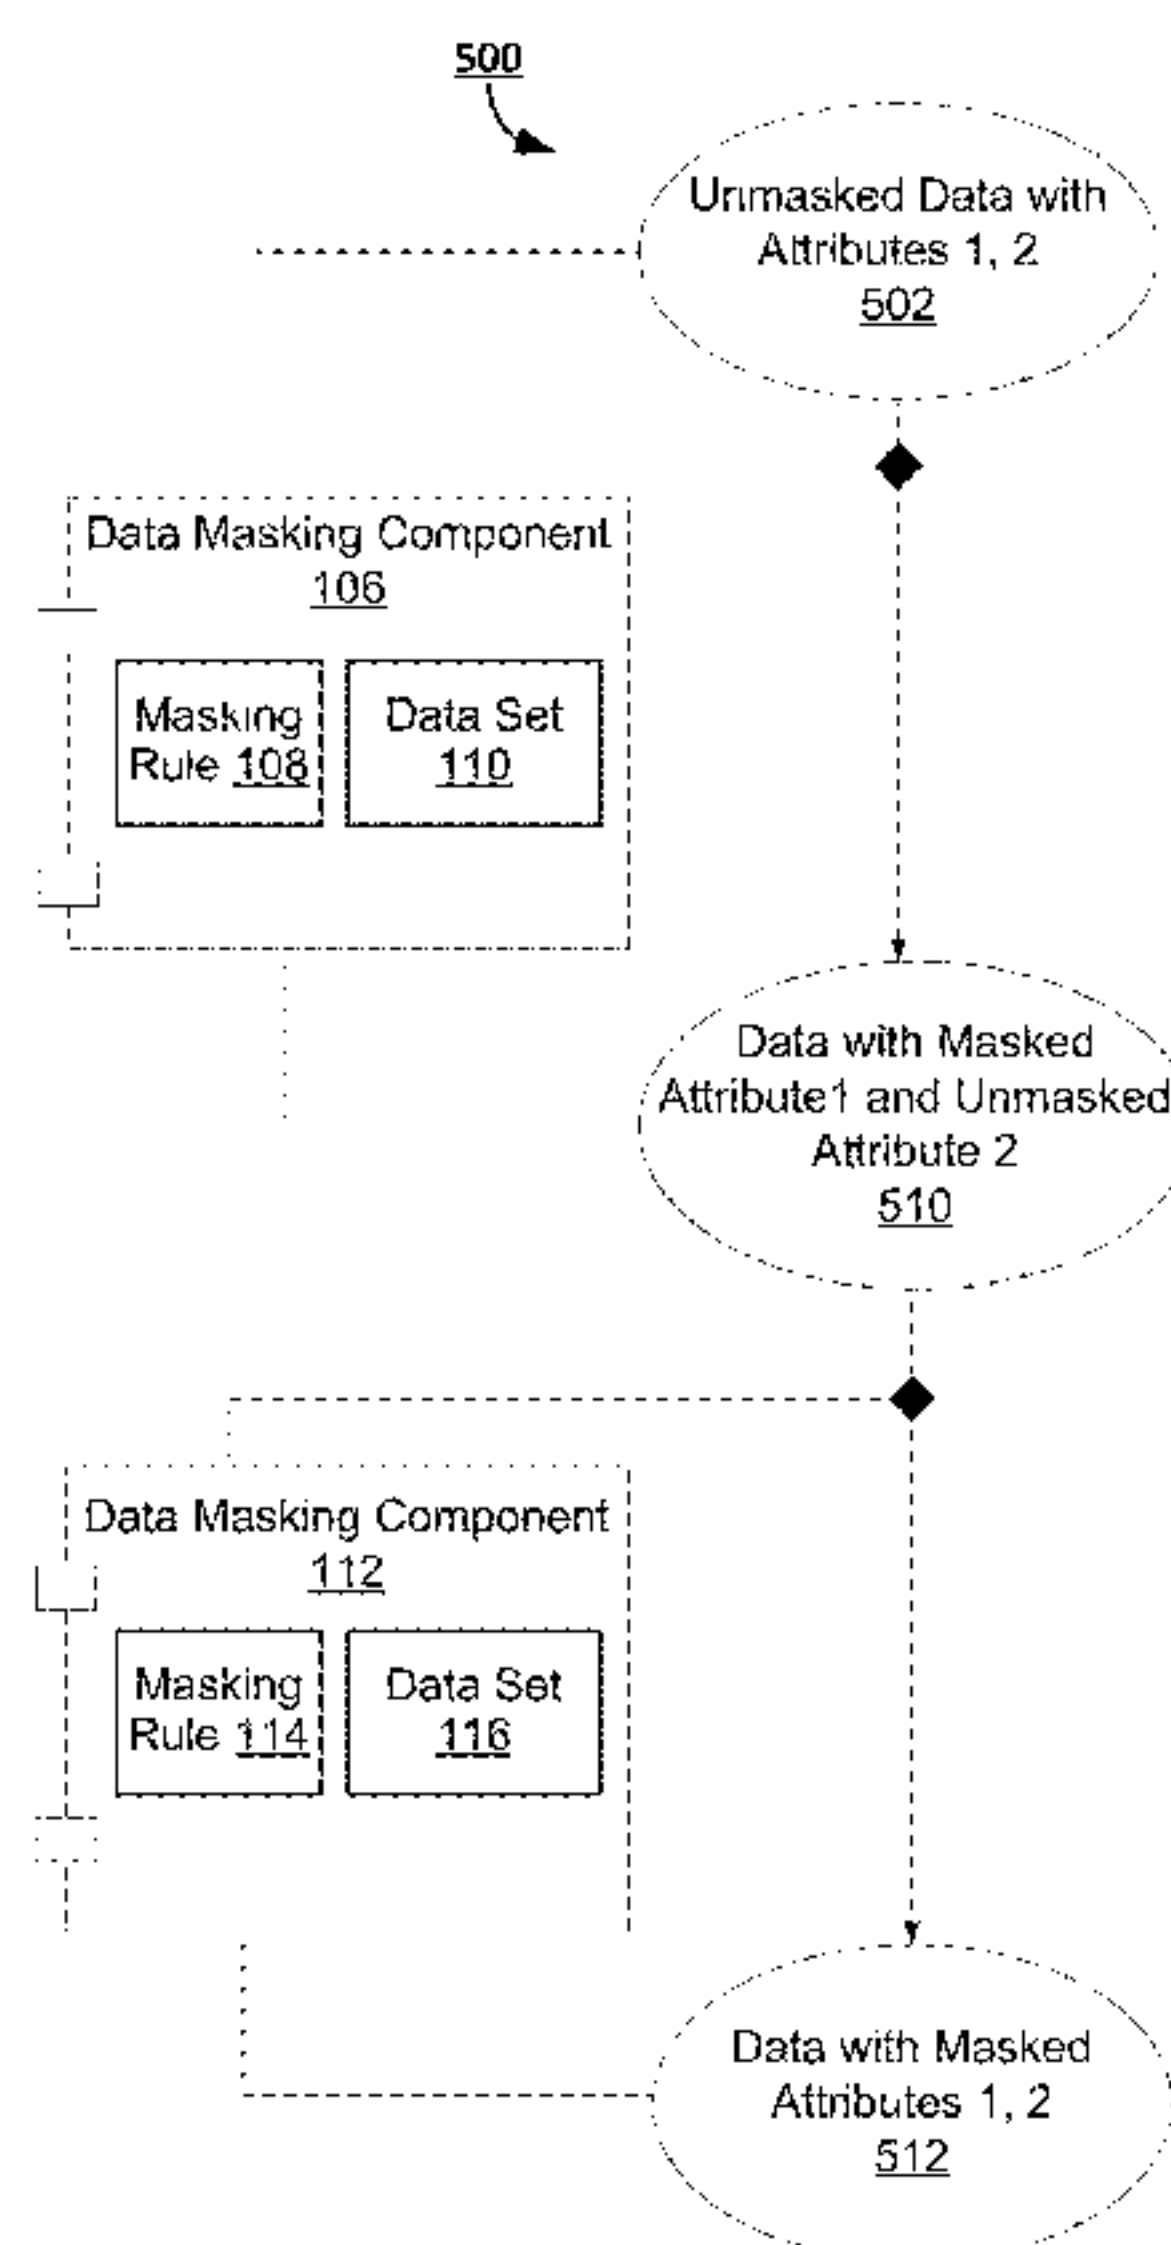 500
Unmasked Data with
Attributes 1, 2
502
Data Masking Component
106
Masking
Rule 108
Data Set
110
Data with Masked
Attribute1 and Unmasked
Attribute 2
510
Data Masking Component
112
Masking
Rule 114
Data Set
116
Data with Masked
Attributes 1, 2
512